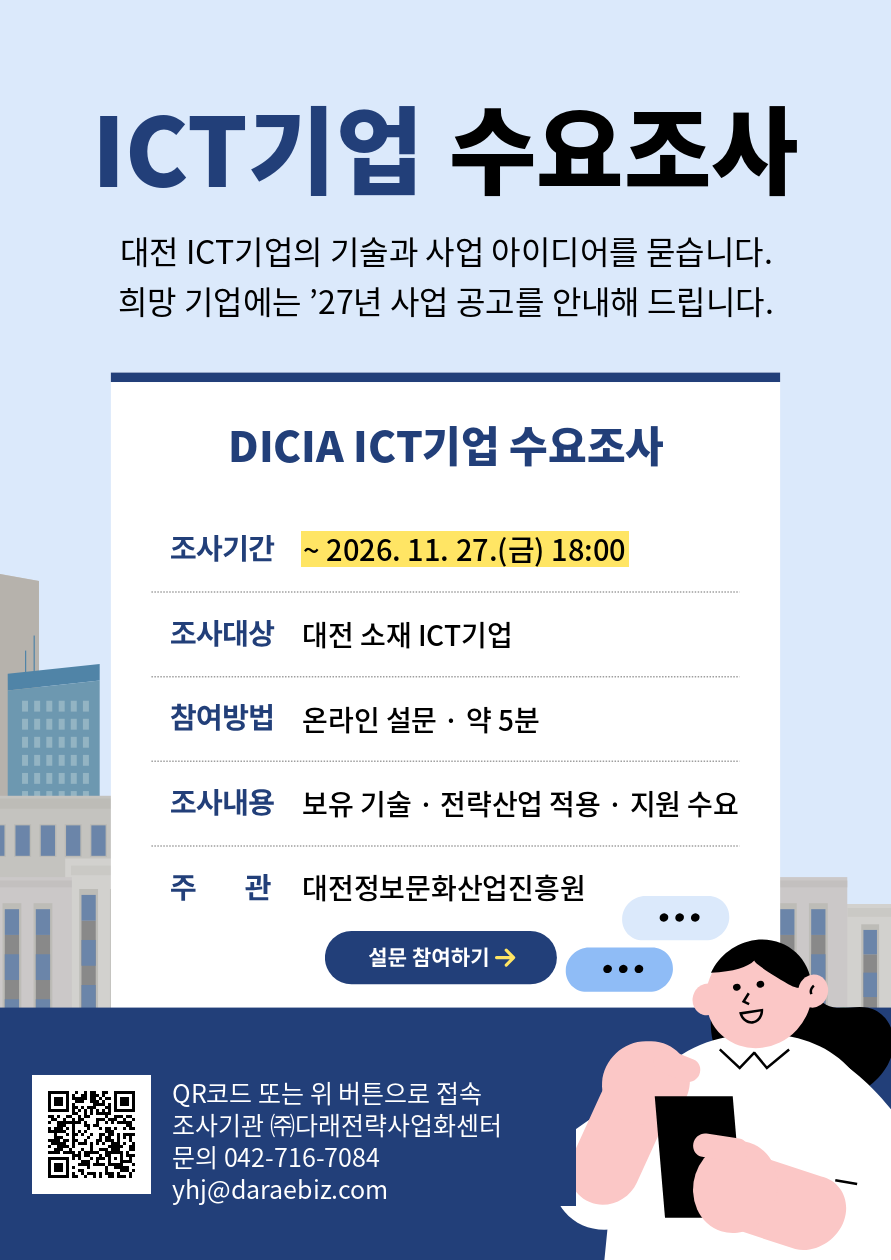 ICT기업 수요조사
대전 ICT기업의 기술과 사업 아이디어를 묻습니다.
희망 기업에는 ’27년 사업 공고를 안내해 드립니다.
DICIA ICT기업 수요조사
조사기간 ~ 2026. 11. 27.(금) 18:00
조사대상 대전 소재 ICT기업
참여방법 온라인 설문 · 약 5분
조사내용 보유 기술 · 전략산업 적용 · 지원 수요
주 관 대전정보문화산업진흥원
설문 참여하기 →
QR코드 또는 위 버튼으로 접속
조사기관 ㈜다래전략사업화센터
문의 042-716-7084
yhj@daraebiz.com